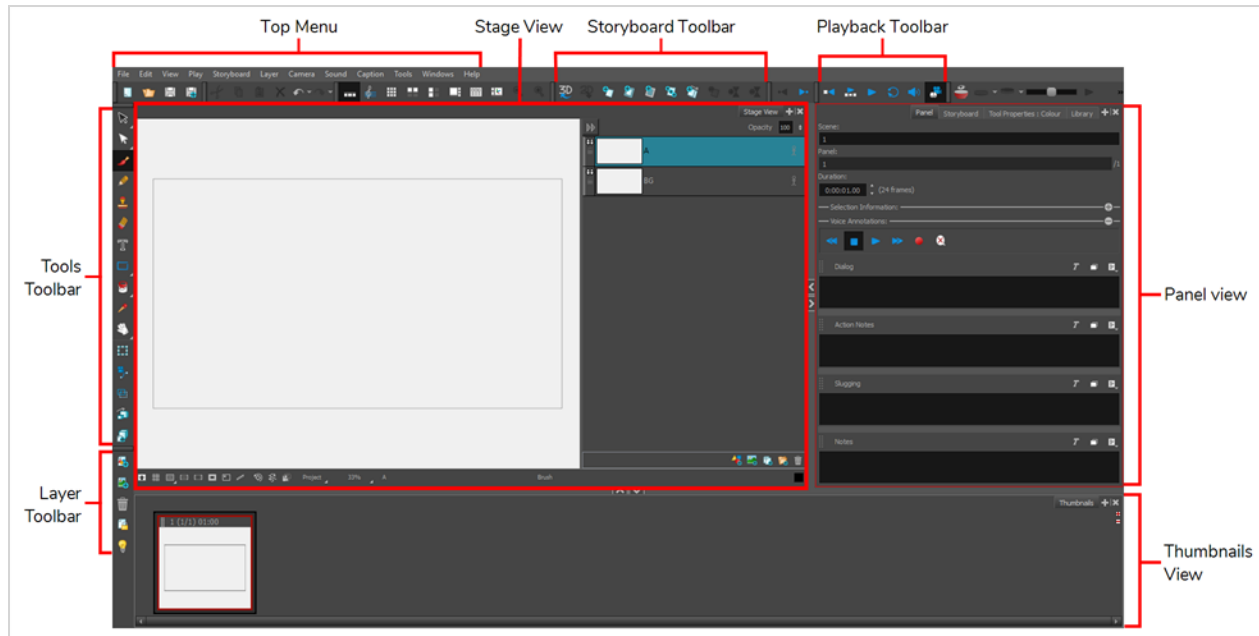 Top Menu
Stage View
Storyboard Toolbar
Playback Toolbar
File Edit View Play Storyboard Layer Camera Sound Caption Tools Windows Help
3D
Stage View
Opacity 100
A
BG
Panel Storyboard Tool Properties : Colour Library
Scene:
1
Panel:
1 /1
Duration:
0:00:01.00 (24 frames)
Selection Information:
Voice Annotations:
Dialog
Action Notes
Slugging
Notes
Tools
Toolbar
Layer
Toolbar
Panel view
Project 33% A Brush
Thumbnails
1 (1/1) 01:00
Thumbnails
View